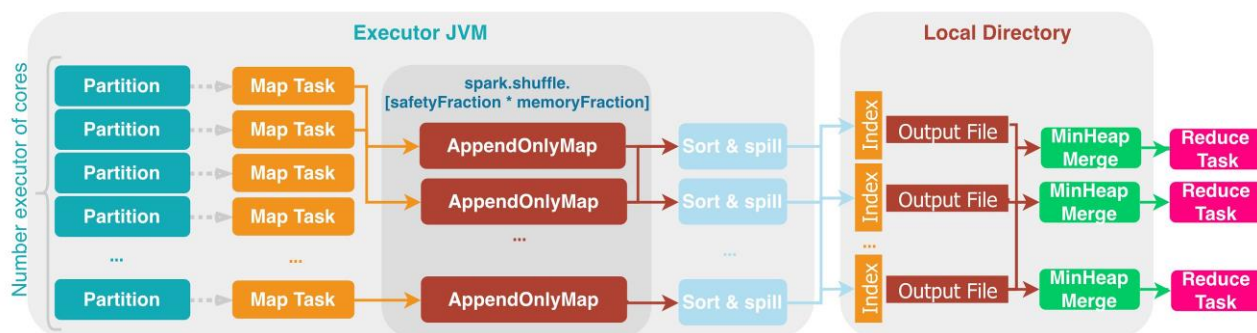 Executor JVM
Local Directory
Number executor of cores
spark.shuffle.
[safetyFraction * memoryFraction]
Partition
Map Task
Partition
Map Task
AppendOnlyMap
Sort & spill
Index
Output File
MinHeap
Merge
Reduce
Task
Partition
Map Task
Partition
Map Task
AppendOnlyMap
Sort & spill
Index
Output File
MinHeap
Merge
Reduce
Task
...
...
...
...
...
Partition
Map Task
AppendOnlyMap
Sort & spill
Index
Output File
MinHeap
Merge
Reduce
Task